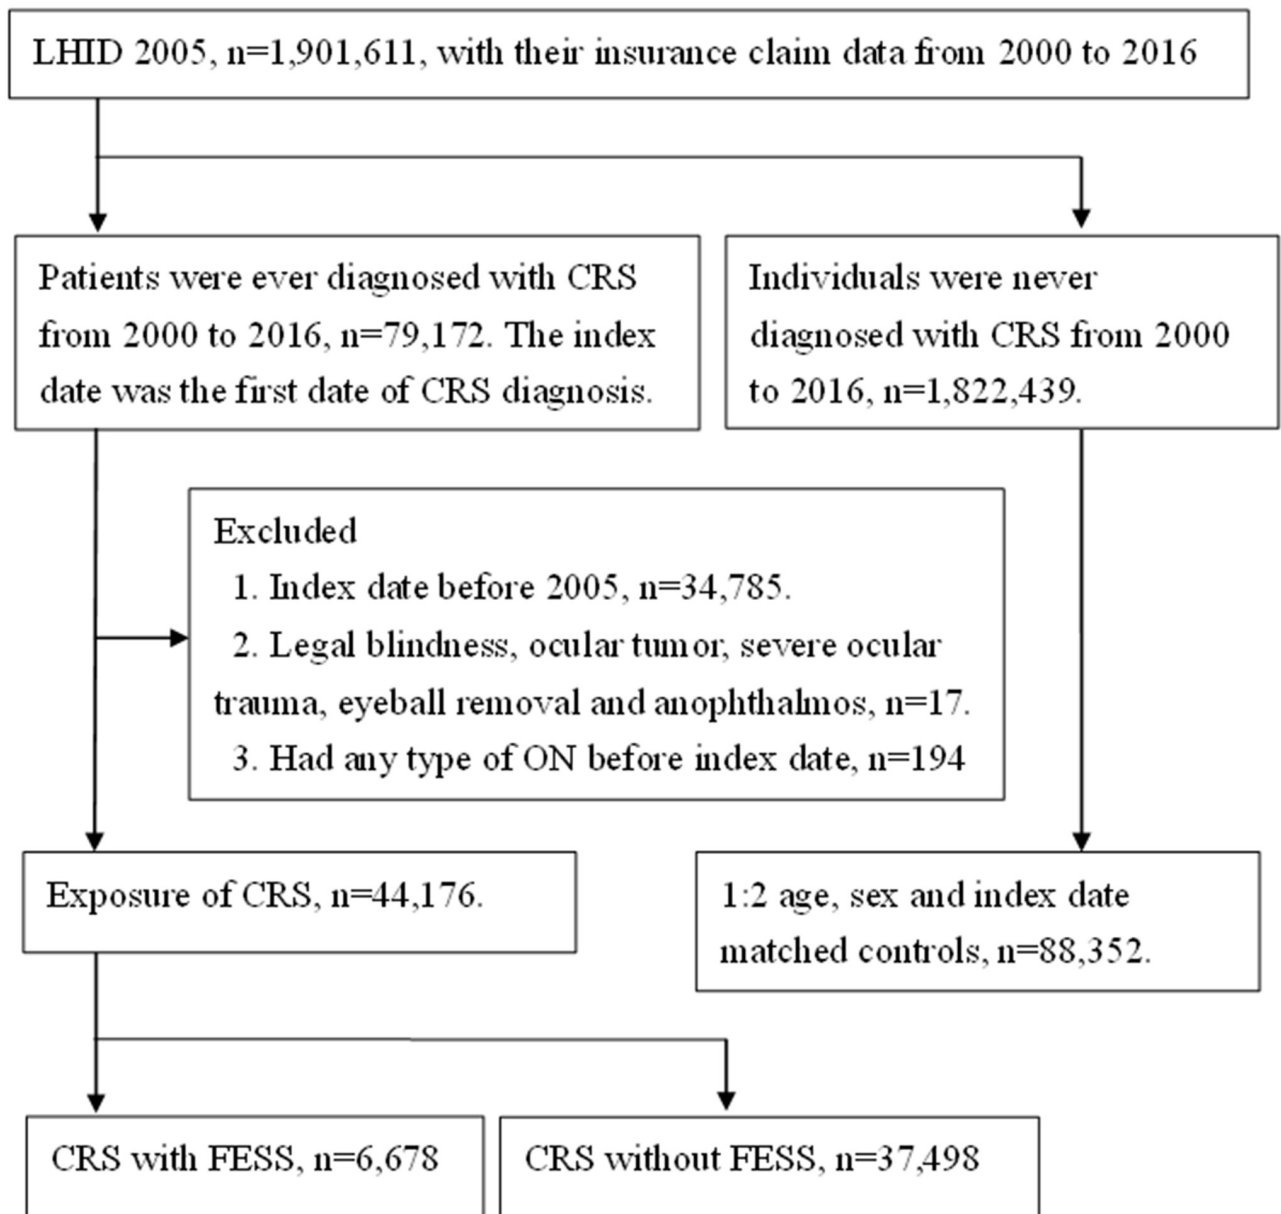 LHID 2005, n=1,901,611, with their insurance claim data from 2000 to 2016
Patients were ever diagnosed with CRS
from 2000 to 2016, n=79,172. The index
date was the first date of CRS diagnosis.
Individuals were never
diagnosed with CRS from 2000
to 2016, n=1,822,439.
Excluded
1. Index date before 2005, n=34,785.
2. Legal blindness, ocular tumor, severe ocular
trauma, eyeball removal and anophthalmos, n=17.
3. Had any type of ON before index date, n=194
Exposure of CRS, n=44,176.
1:2 age, sex and index date
matched controls, n=88,352.
CRS with FESS, n=6,678
CRS without FESS, n=37,498